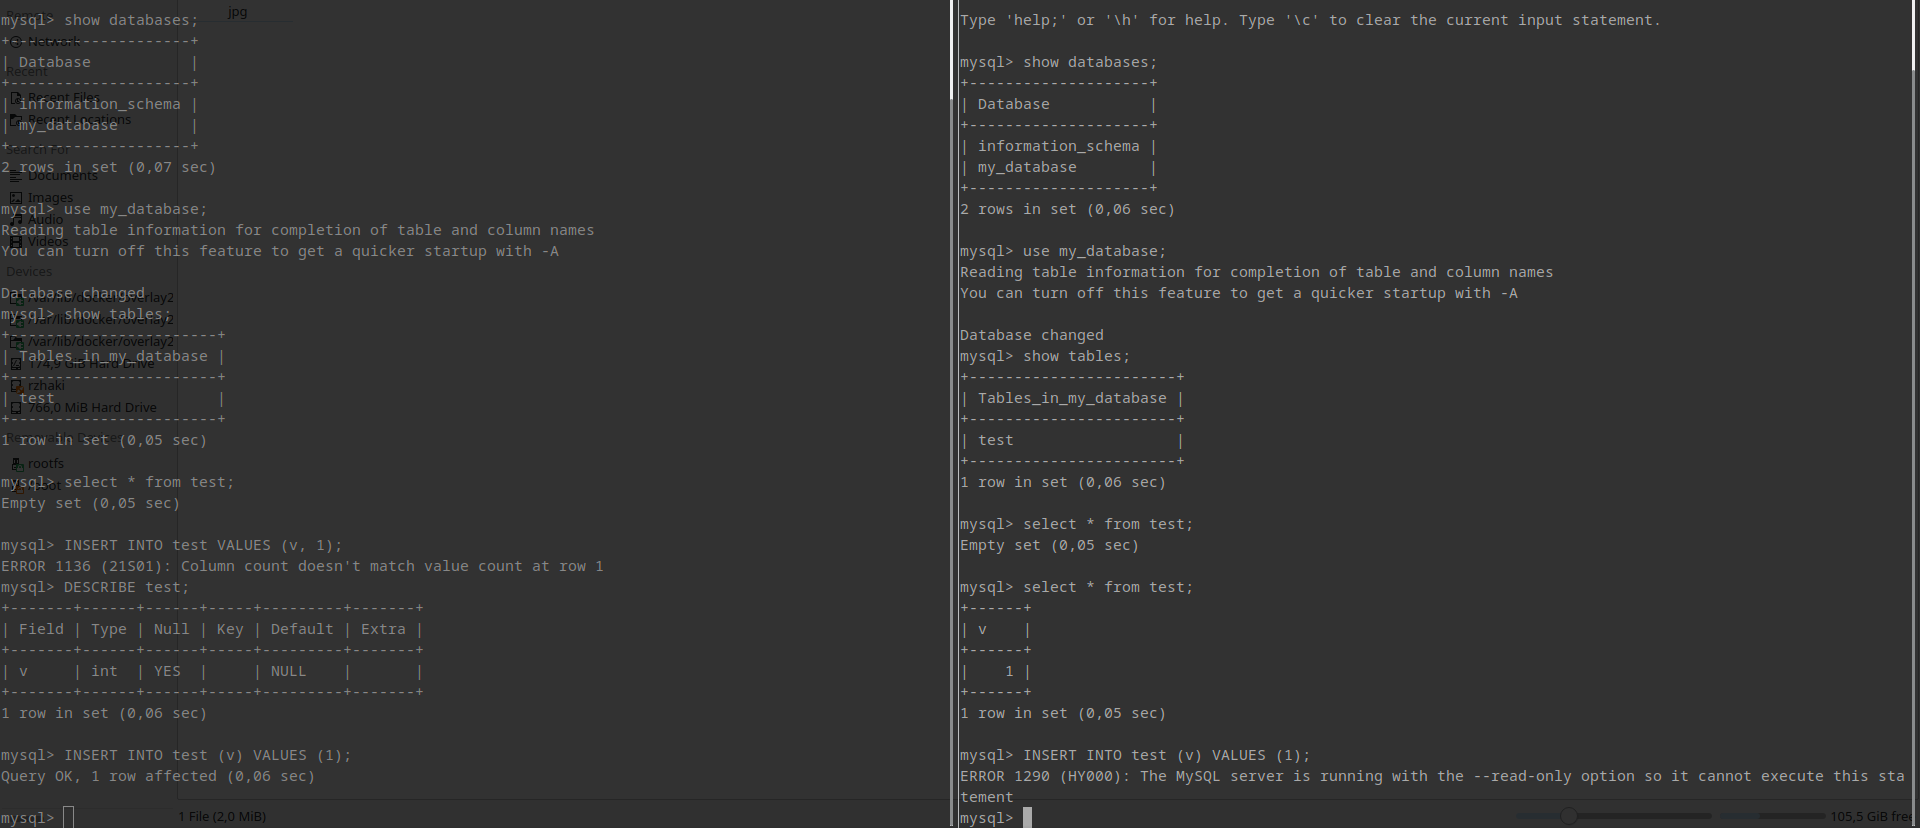 mysql> show databases;
+--------------------+
| Database           |
+--------------------+
| information_schema |
| my_database        |
+--------------------+
2 rows in set (0,07 sec)

mysql> use my_database;
Reading table information for completion of table and column names
You can turn off this feature to get a quicker startup with -A

Database changed
mysql> show tables;
+-----------------------+
| Tables_in_my_database |
+-----------------------+
| test                  |
+-----------------------+
1 row in set (0,05 sec)

mysql> select * from test;
Empty set (0,05 sec)

mysql> INSERT INTO test VALUES (v, 1);
ERROR 1136 (21S01): Column count doesn't match value count at row 1
mysql> DESCRIBE test;
+-------+------+------+-----+---------+-------+
| Field | Type | Null | Key | Default | Extra |
+-------+------+------+-----+---------+-------+
| v     | int  | YES  |     | NULL    |       |
+-------+------+------+-----+---------+-------+
1 row in set (0,06 sec)

mysql> INSERT INTO test (v) VALUES (1);
Query OK, 1 row affected (0,06 sec)

mysql>
Type 'help;' or '\h' for help. Type '\c' to clear the current input statement.

mysql> show databases;
+--------------------+
| Database           |
+--------------------+
| information_schema |
| my_database        |
+--------------------+
2 rows in set (0,06 sec)

mysql> use my_database;
Reading table information for completion of table and column names
You can turn off this feature to get a quicker startup with -A

Database changed
mysql> show tables;
+-----------------------+
| Tables_in_my_database |
+-----------------------+
| test                  |
+-----------------------+
1 row in set (0,06 sec)

mysql> select * from test;
Empty set (0,05 sec)

mysql> select * from test;
+------+
| v    |
+------+
|    1 |
+------+
1 row in set (0,05 sec)

mysql> INSERT INTO test (v) VALUES (1);
ERROR 1290 (HY000): The MySQL server is running with the --read-only option so it cannot execute this sta
tement
mysql>
jpg
Network
Recent
Recent Files
Recent Locations
Search For
Documents
Images
Audio
Videos
Devices
/var/lib/docker/overlay2
/var/lib/docker/overlay2
/var/lib/docker/overlay2
174,9 GiB Hard Drive
rzhaki
766,0 MiB Hard Drive
rootfs
1 File (2,0 MiB)
105,5 GiB free